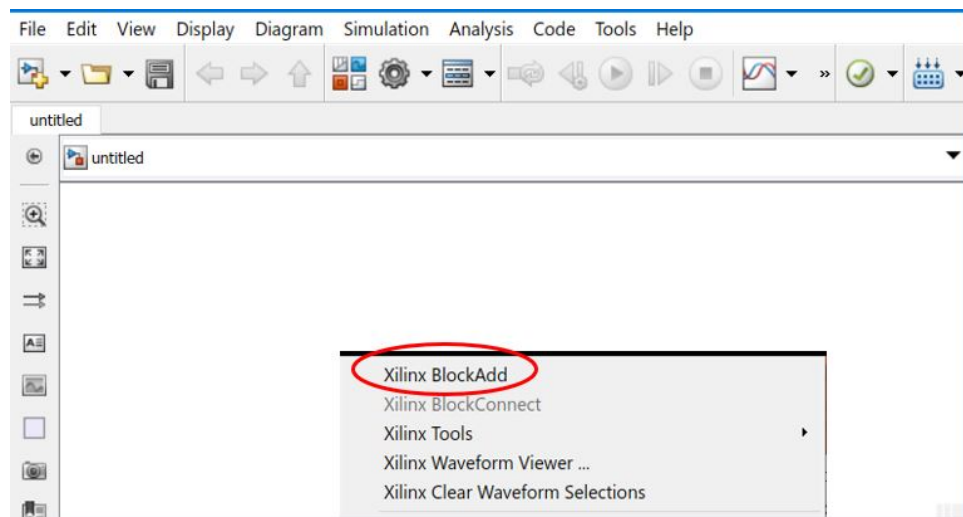 File Edit View Display Diagram Simulation Analysis Code Tools Help
»
untitled
untitled
Xilinx BlockAdd
Xilinx BlockConnect
Xilinx Tools
Xilinx Waveform Viewer ...
Xilinx Clear Waveform Selections